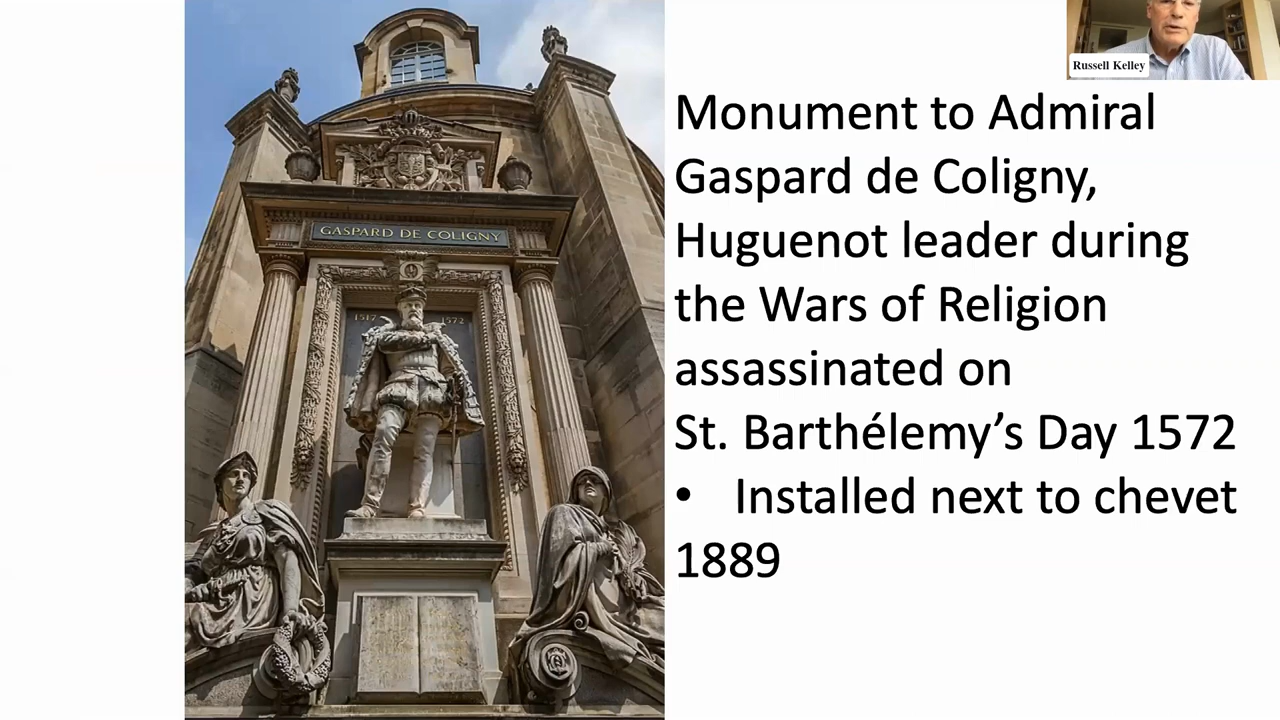 Russell Kelley
Monument to Admiral
Gaspard de Coligny,
Huguenot leader during
the Wars of Religion
assassinated on
St. Barthélemy’s Day 1572
• Installed next to chevet
1889
GASPARD DE COLIGNY
1517 1572